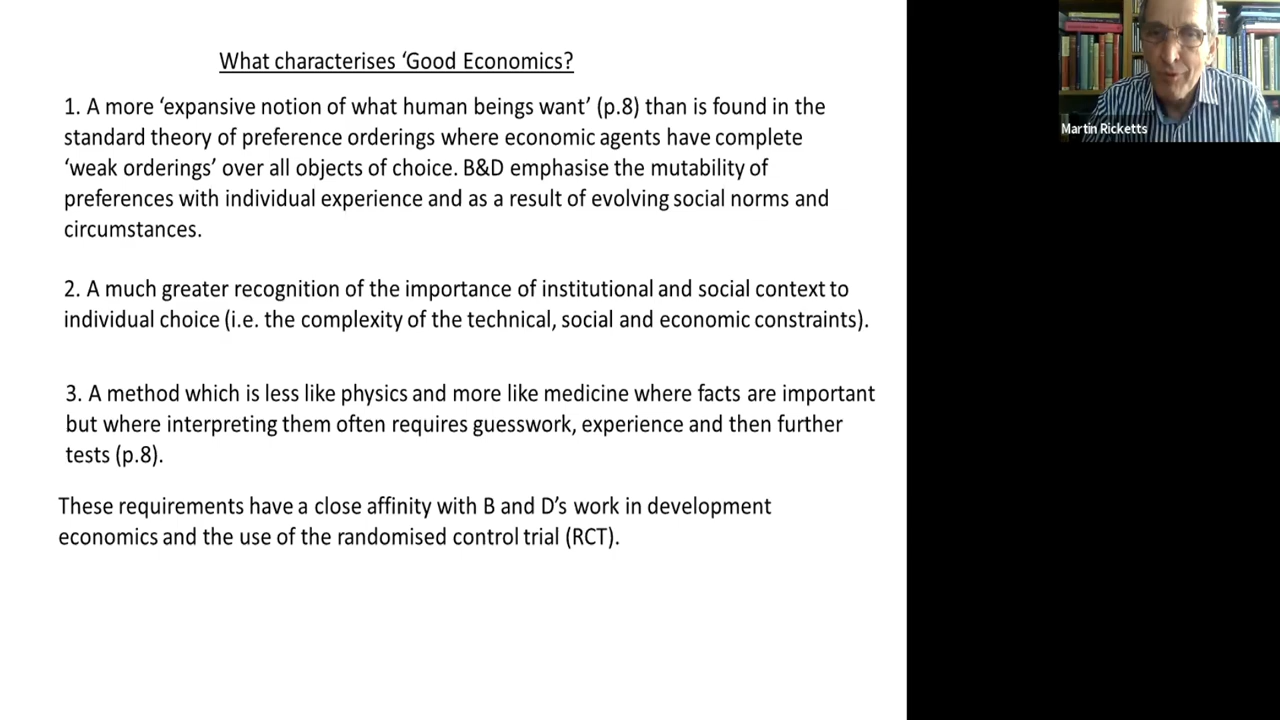 What characterises ‘Good Economics?
1. A more ‘expansive notion of what human beings want’ (p.8) than is found in the
standard theory of preference orderings where economic agents have complete
‘weak orderings’ over all objects of choice. B&D emphasise the mutability of
preferences with individual experience and as a result of evolving social norms and
circumstances.
2. A much greater recognition of the importance of institutional and social context to
individual choice (i.e. the complexity of the technical, social and economic constraints).
3. A method which is less like physics and more like medicine where facts are important
but where interpreting them often requires guesswork, experience and then further
tests (p.8).
These requirements have a close affinity with B and D’s work in development
economics and the use of the randomised control trial (RCT).
Martin Ricketts